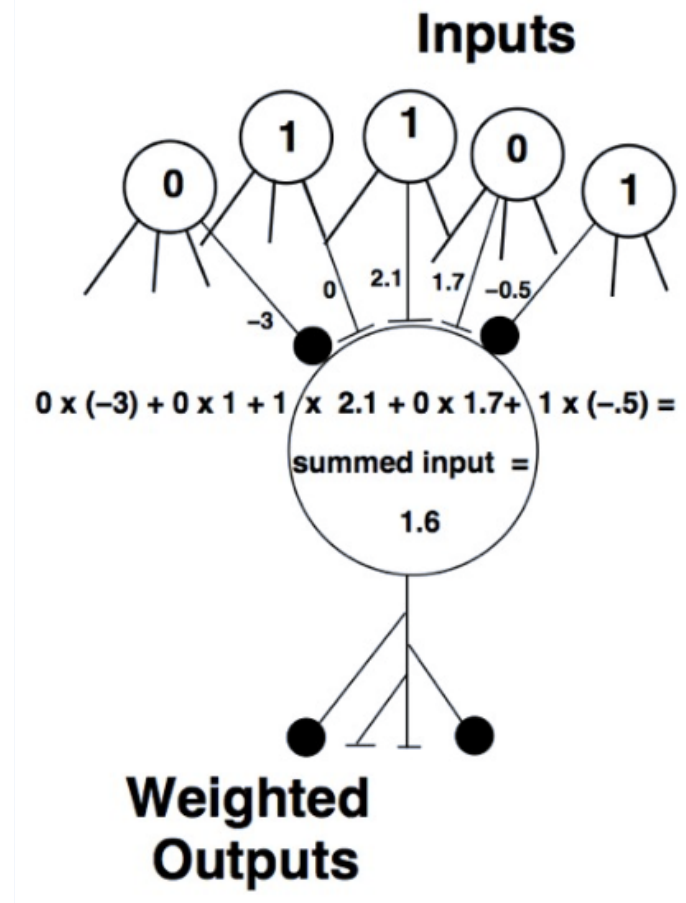 Inputs
0 1 1 0 1
−3 0 2.1 1.7 −0.5
0 x (−3) + 0 x 1 + 1 x 2.1 + 0 x 1.7+ 1 x (−.5) =
summed input =
1.6
Weighted
Outputs